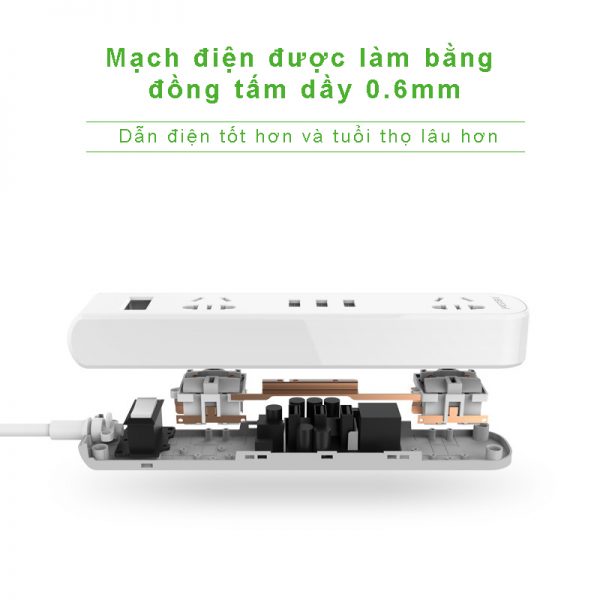 Mạch điện được làm bằng
đồng tấm dầy 0.6mm
Dẫn điện tốt hơn và tuổi thọ lâu hơn